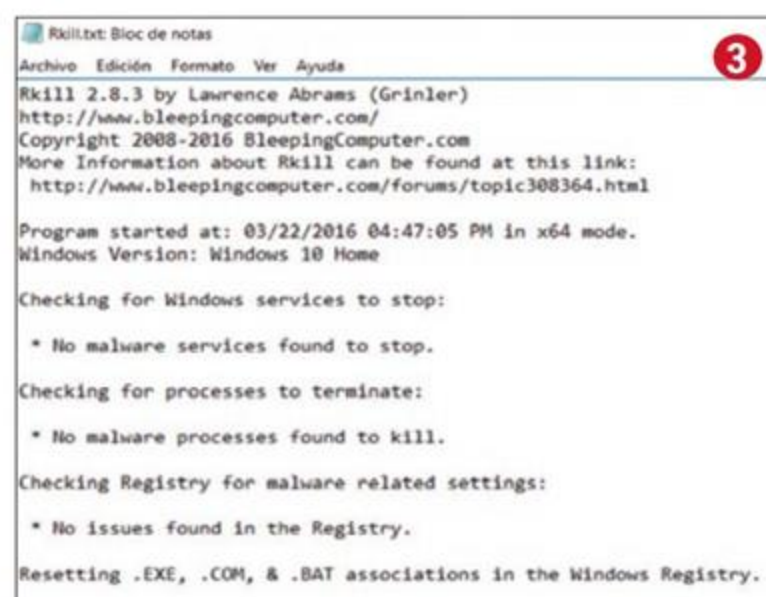 Rkill.txt: Bloc de notas
3
Archivo Edición Formato Ver Ayuda
Rkill 2.8.3 by Lawrence Abrams (Grinler)
http://www.bleepingcomputer.com/
Copyright 2008-2016 BleepingComputer.com
More Information about Rkill can be found at this link:
http://www.bleepingcomputer.com/forums/topic308364.html
Program started at: 03/22/2016 04:47:05 PM in x64 mode.
Windows Version: Windows 10 Home
Checking for Windows services to stop:
* No malware services found to stop.
Checking for processes to terminate:
* No malware processes found to kill.
Checking Registry for malware related settings:
* No issues found in the Registry.
Resetting .EXE, .COM, & .BAT associations in the Windows Registry.